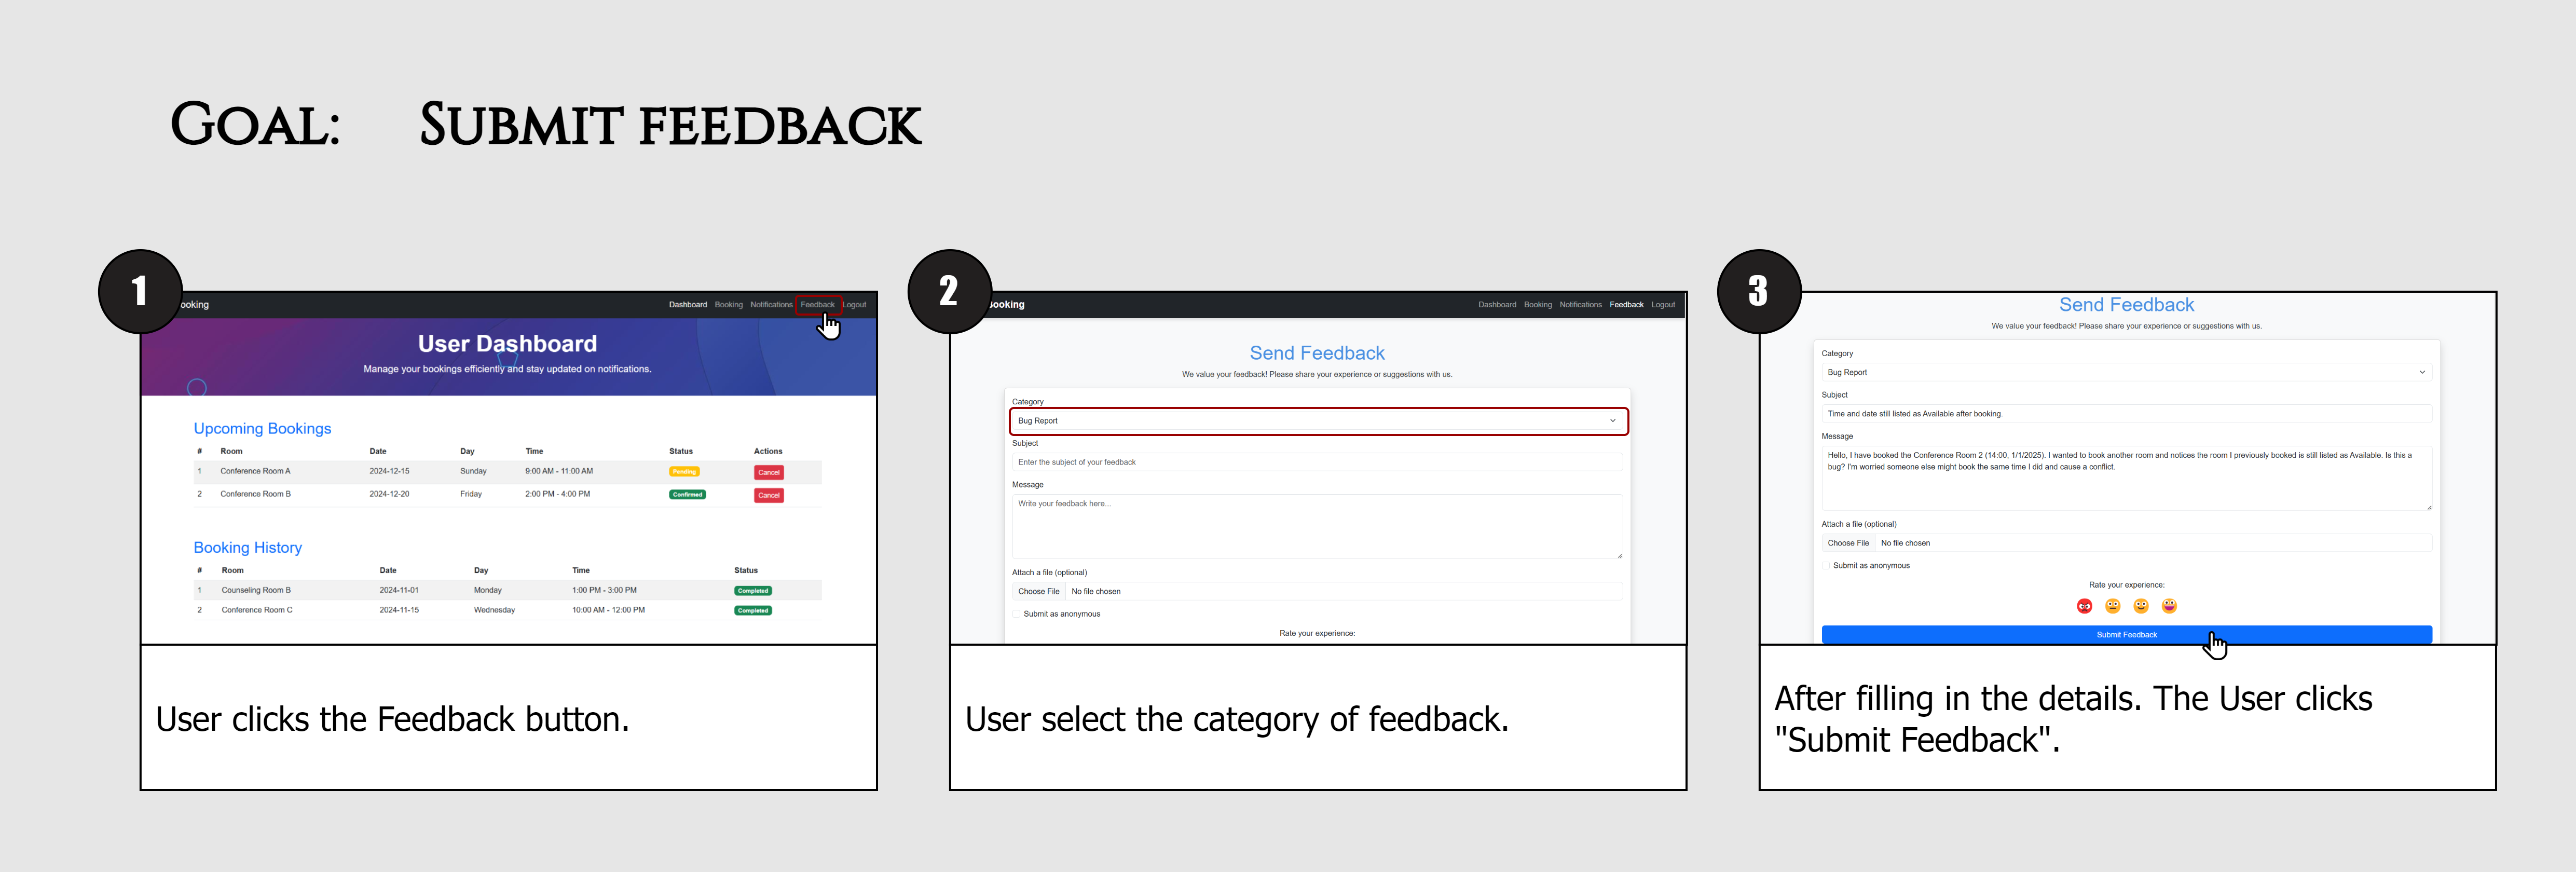 GOAL: SUBMIT FEEDBACK
1
ooking
Dashboard Booking Notifications Feedback Logout
User Dashboard
Manage your bookings efficiently and stay updated on notifications.
Upcoming Bookings
# Room Date Day Time Status Actions
1 Conference Room A 2024-12-15 Sunday 9:00 AM - 11:00 AM Pending Cancel
2 Conference Room B 2024-12-20 Friday 2:00 PM - 4:00 PM Confirmed Cancel
Booking History
# Room Date Day Time Status
1 Counseling Room B 2024-11-01 Monday 1:00 PM - 3:00 PM Completed
2 Conference Room C 2024-11-15 Wednesday 10:00 AM - 12:00 PM Completed
User clicks the Feedback button.
2
ooking
Dashboard Booking Notifications Feedback Logout
Send Feedback
We value your feedback! Please share your experience or suggestions with us.
Category
Bug Report
Subject
Enter the subject of your feedback
Message
Write your feedback here...
Attach a file (optional)
Choose File No file chosen
Submit as anonymous
Rate your experience:
User select the category of feedback.
3
Send Feedback
We value your feedback! Please share your experience or suggestions with us.
Category
Bug Report
Subject
Time and date still listed as Available after booking.
Message
Hello, I have booked the Conference Room 2 (14:00, 1/1/2025). I wanted to book another room and notices the room I previously booked is still listed as Available. Is this a
bug? I'm worried someone else might book the same time I did and cause a conflict.
Attach a file (optional)
Choose File No file chosen
Submit as anonymous
Rate your experience:
Submit Feedback
After filling in the details. The User clicks
"Submit Feedback".